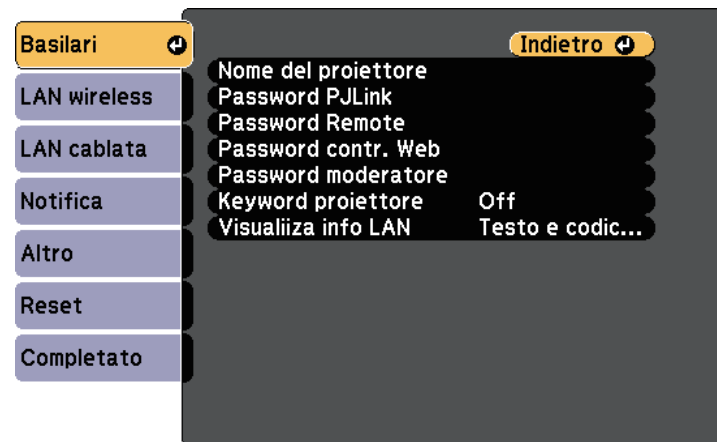 Basilari
Indietro
Nome del proiettore
LAN wireless
Password PJLink
Password Remote
LAN cablata
Password contr. Web
Password moderatore
Notifica
Keyword proiettore Off
Visualiiza info LAN Testo e codic...
Altro
Reset
Completato